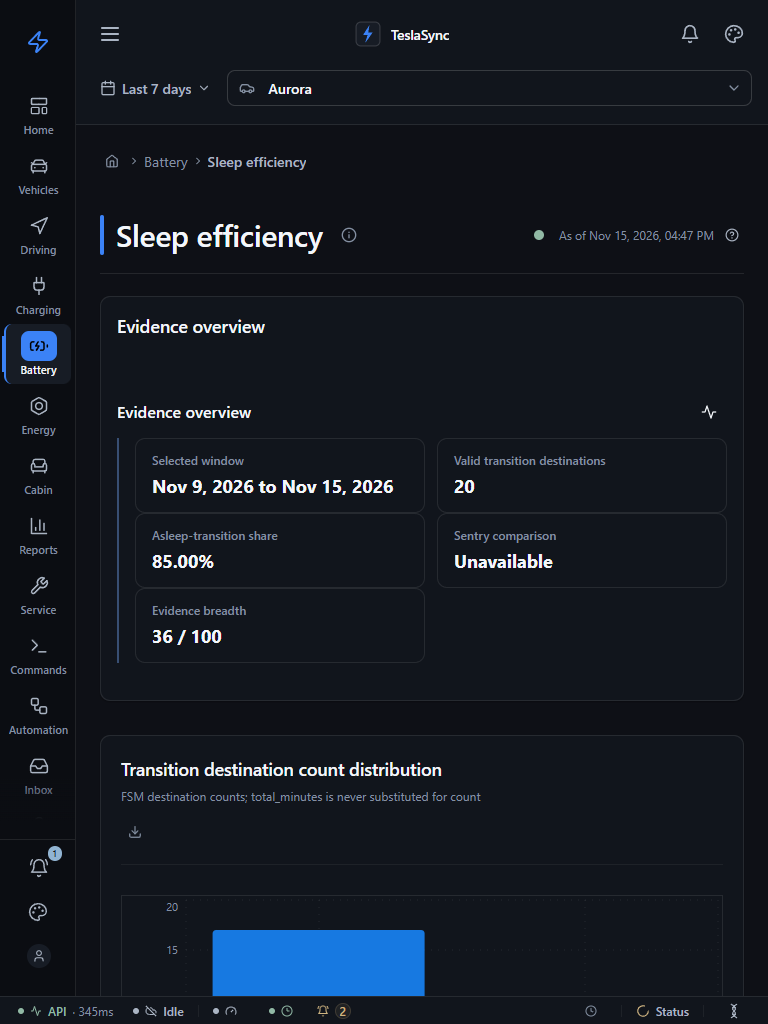 TeslaSync
Last 7 days
Aurora
Home
Vehicles
Driving
Charging
Battery
Energy
Cabin
Reports
Service
Commands
Automation
Inbox
1
Battery
Sleep efficiency
Sleep efficiency
As of Nov 15, 2026, 04:47 PM
Evidence overview
Evidence overview
Selected window
Nov 9, 2026 to Nov 15, 2026
Valid transition destinations
20
Asleep-transition share
85.00%
Sentry comparison
Unavailable
Evidence breadth
36 / 100
Transition destination count distribution
FSM destination counts; total_minutes is never substituted for count
20
15
API · 345ms
Idle
2
Status